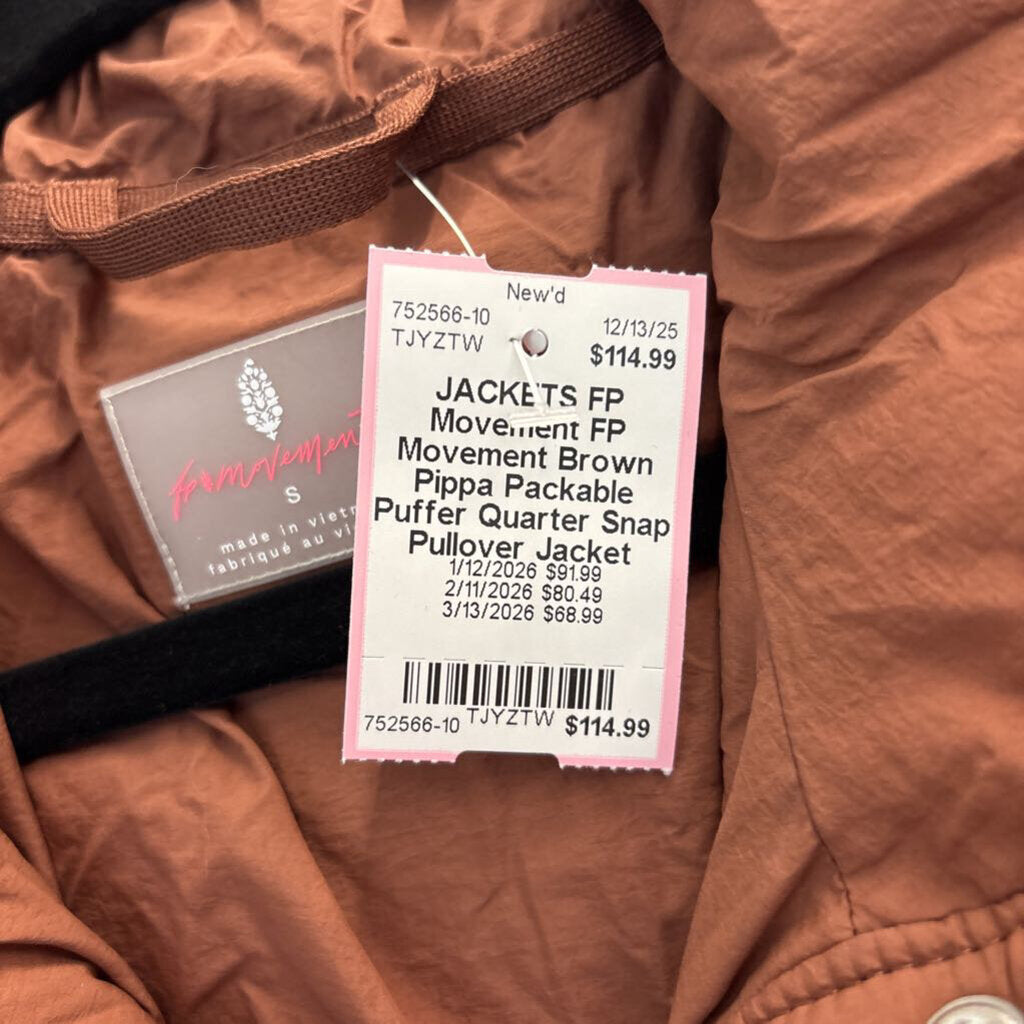 New'd
752566-10
12/13/25
TJYZTW
$114.99
JACKETS FP
Movement FP
Movement Brown
Pippa Packable
Puffer Quarter Snap
Pullover Jacket
1/12/2026 $91.99
2/11/2026 $80.49
3/13/2026 $68.99
752566-10 TJYZTW $114.99
fp movement
S
made in
fabriqué au